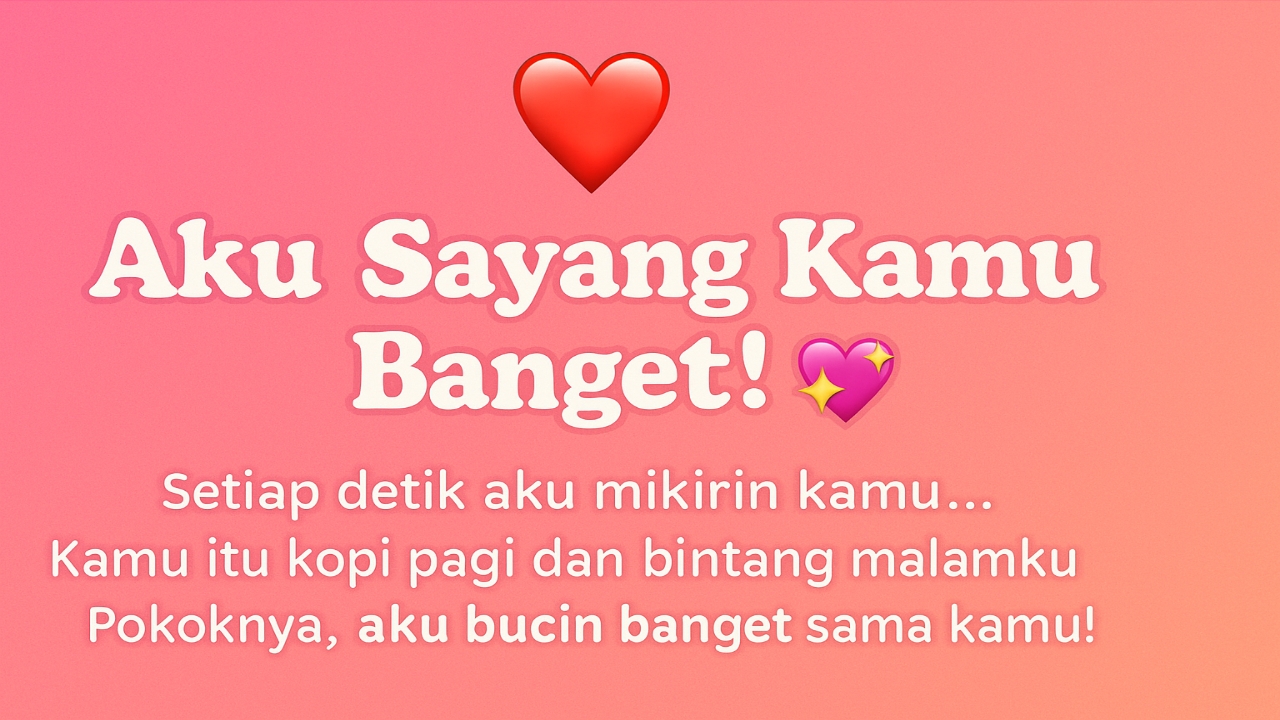 Aku Sayang Kamu
Banget! 💖
Setiap detik aku mikirin kamu...
Kamu itu kopi pagi dan bintang malamku
Pokoknya, aku bucin banget sama kamu!